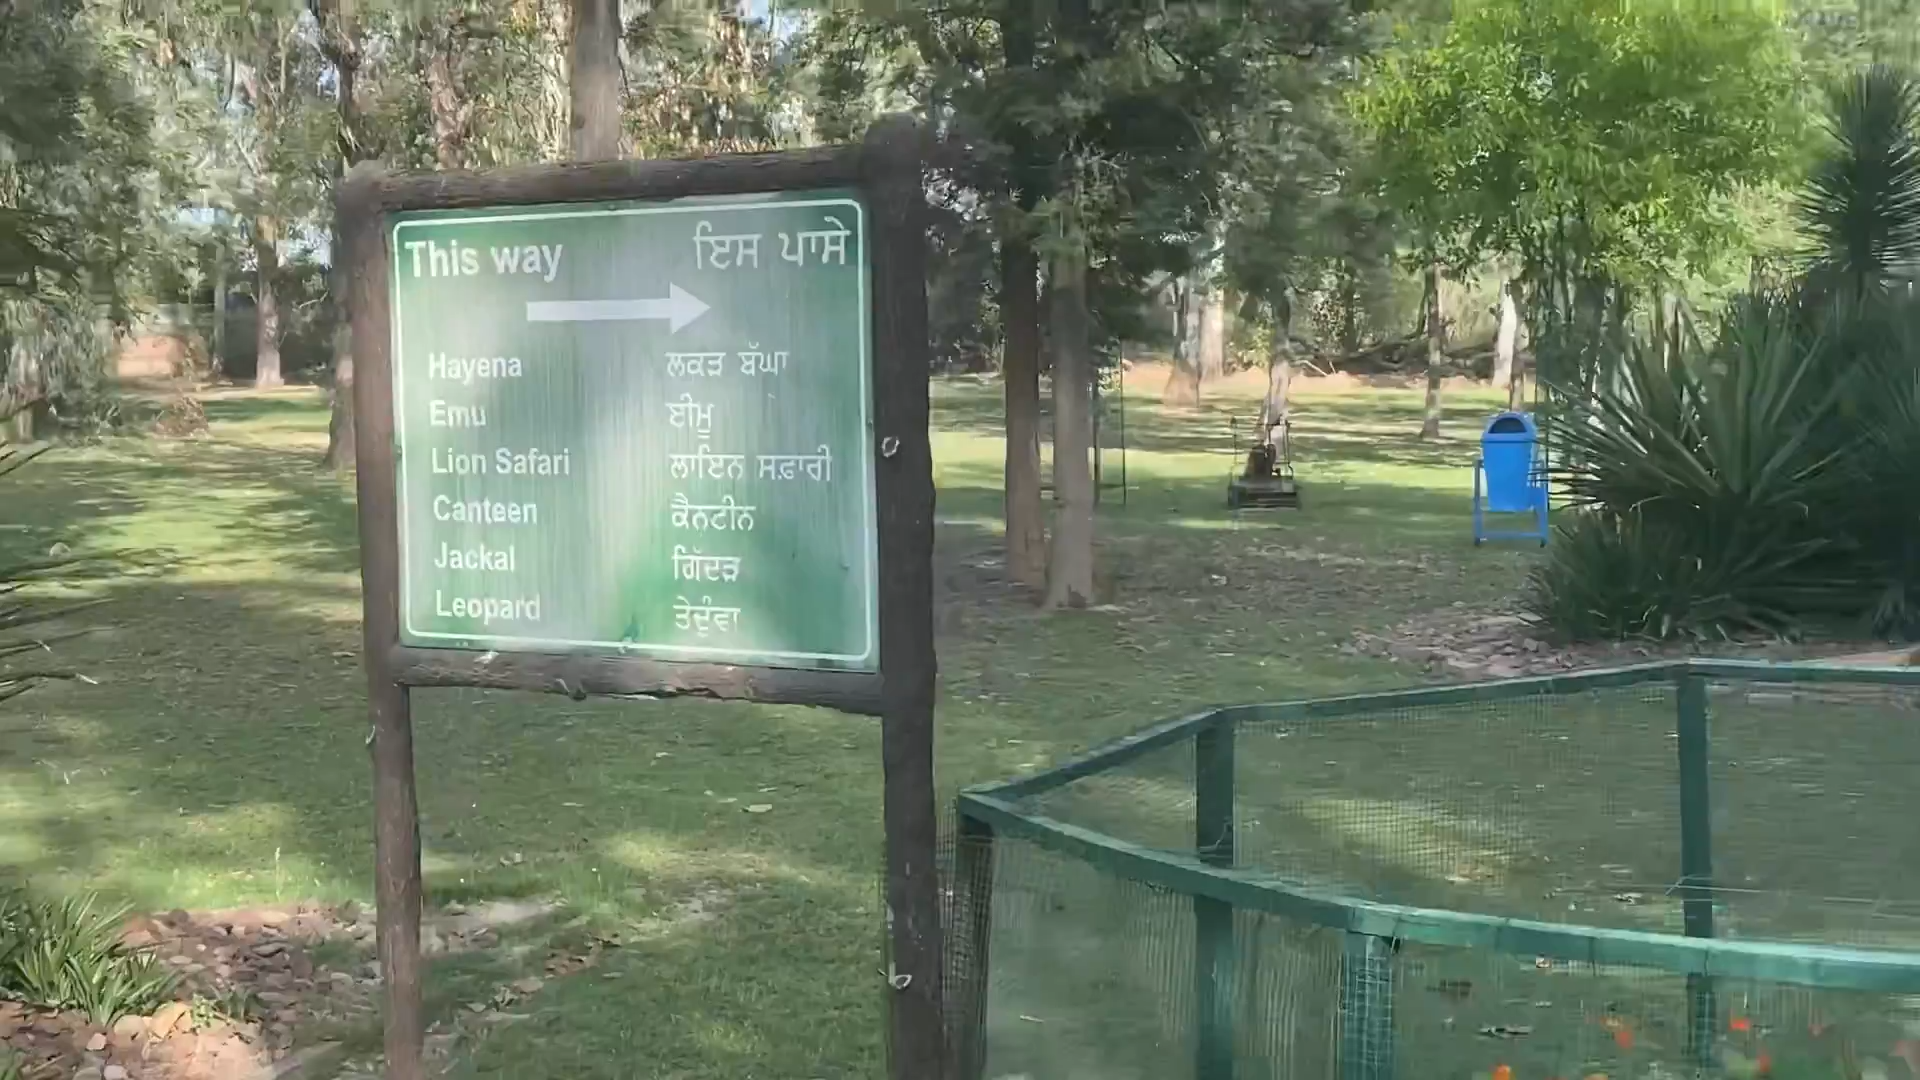 This way ਇਸ ਪਾਸੇ
Hayena ਲਕੜ ਬੱਘਾ
Emu ਈਮੂ
Lion Safari ਲਾਇਨ ਸਫ਼ਾਰੀ
Canteen ਕੈਨਟੀਨ
Jackal ਗਿੱਦੜ
Leopard ਤੇਦੁੰਵਾ